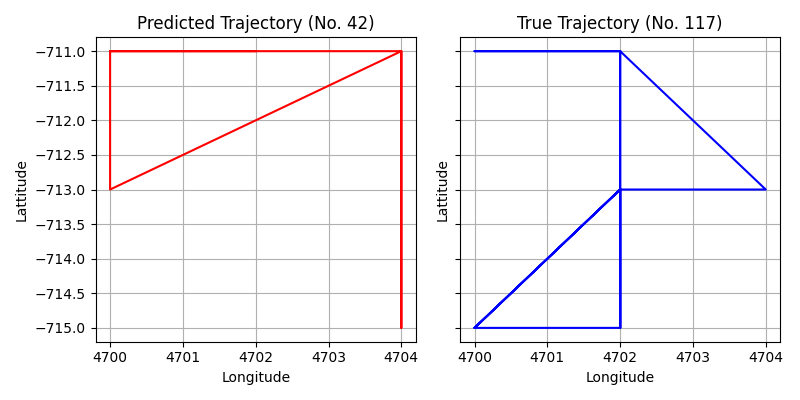 Predicted Trajectory (No. 42)
True Trajectory (No. 117)
−711.0
−711.5
−712.0
−712.5
−713.0
−713.5
−714.0
−714.5
−715.0
Lattitude
Lattitude
4700 4701 4702 4703 4704
4700 4701 4702 4703 4704
Longitude
Longitude